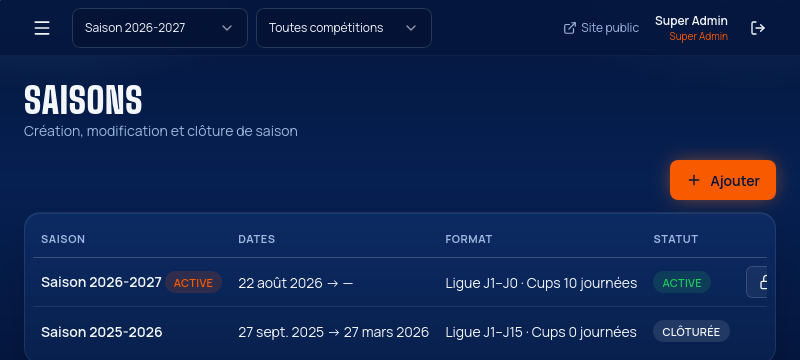 Saison 2026-2027 Toutes compétitions Site public Super Admin
Super Admin
SAISONS
Création, modification et clôture de saison
+ Ajouter
SAISON DATES FORMAT STATUT
Saison 2026-2027 ACTIVE 22 août 2026 → — Ligue J1–J0 · Cups 10 journées ACTIVE
Saison 2025-2026 27 sept. 2025 → 27 mars 2026 Ligue J1–J15 · Cups 0 journées CLÔTURÉE